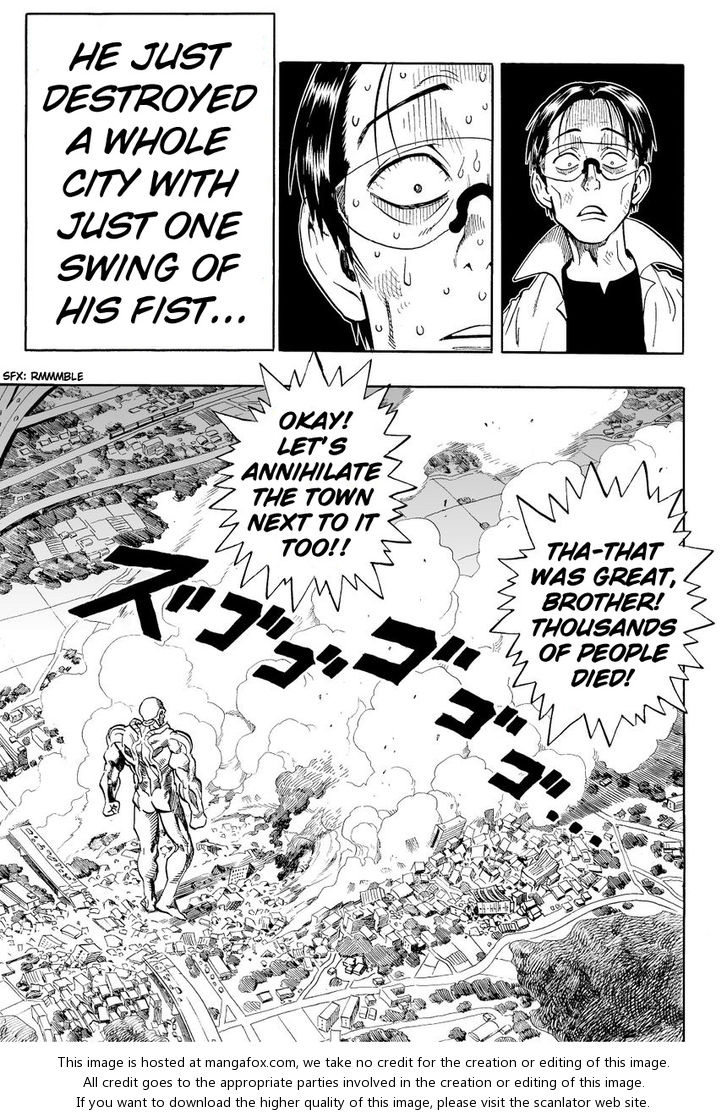 HE JUST
DESTROYED
A WHOLE
CITY WITH
JUST ONE
SWING OF
HIS FIST...
SFX: RMMMBLE
THA-THAT
WAS GREAT,
BROTHER!
THOUSANDS
OF PEOPLE
DIED!
OKAY!
LET'S
ANNIHILATE
THE TOWN
NEXT TO IT
TOO!!
ズゴゴゴゴゴゴゴ...
This image is hosted at mangafox.com, we take no credit for the creation or editing of this image.
All credit goes to the appropriate parties involved in the creation or editing of this image.
If you want to download the higher quality of this image, please visit the scanlator web site.